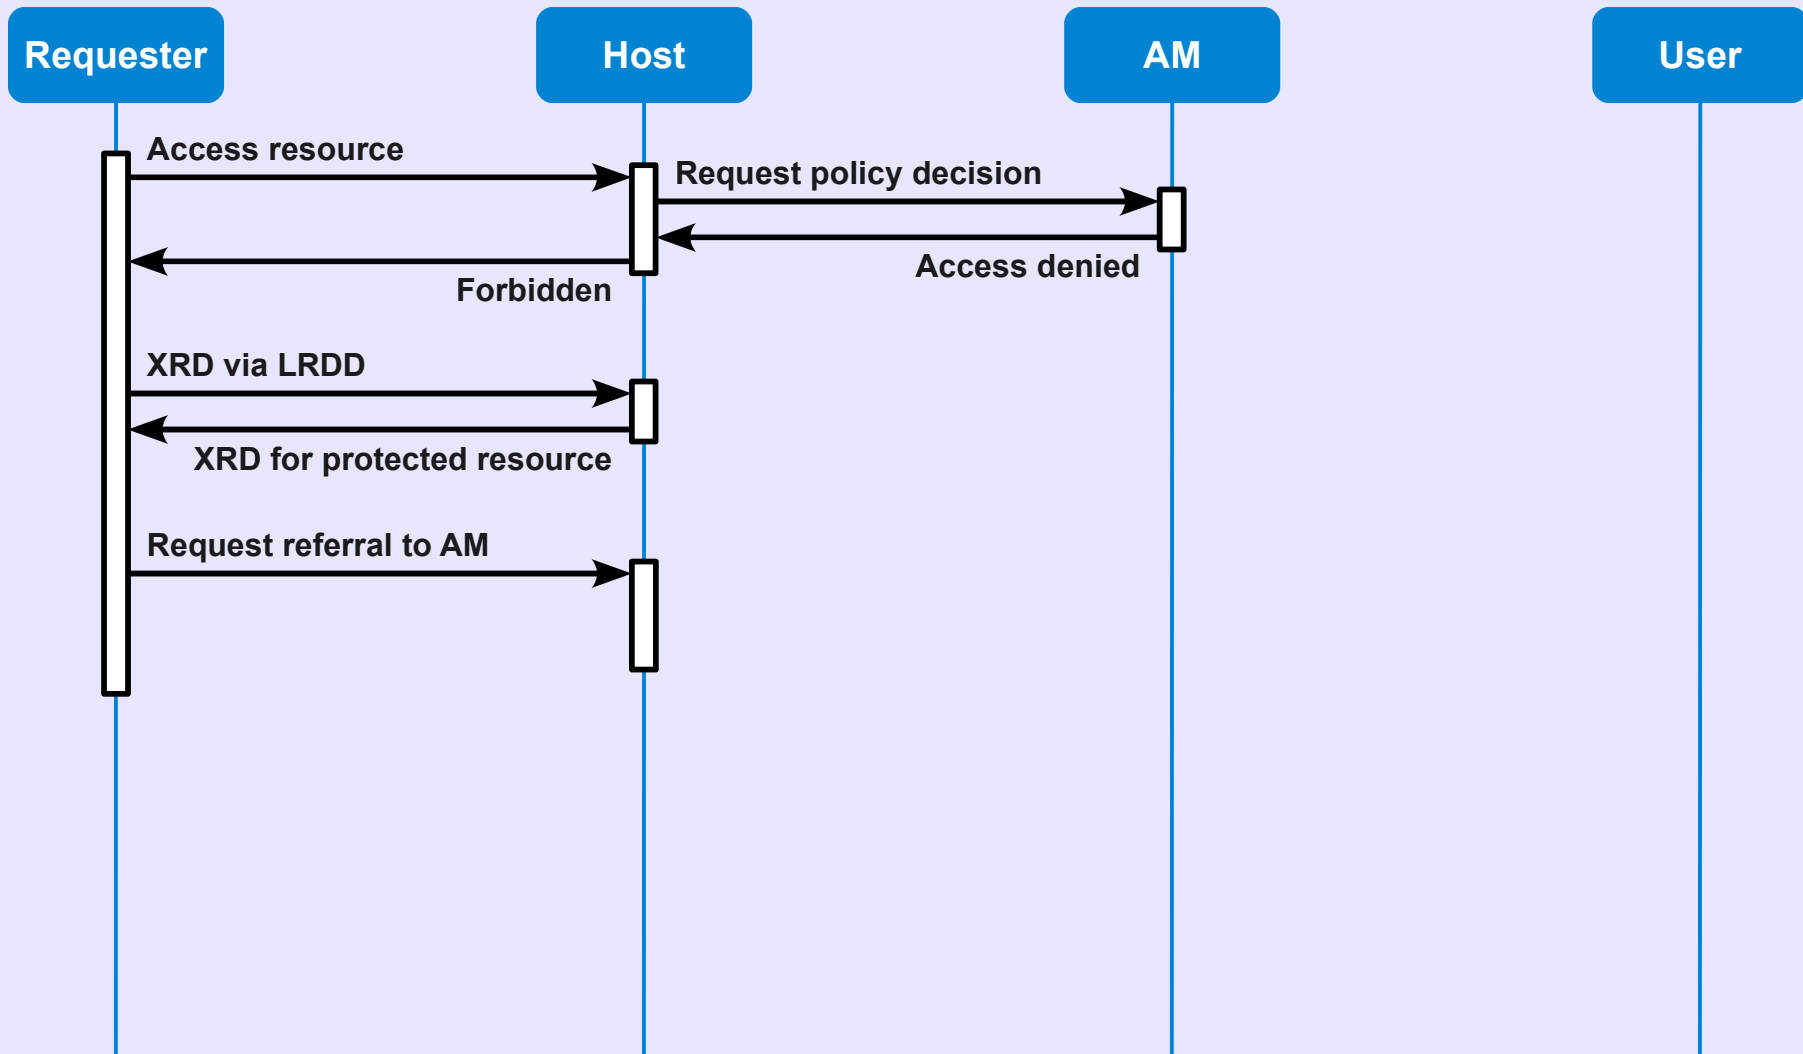 Requester
Host
AM
User
Access resource
Request policy decision
Access denied
Forbidden
XRD via LRDD
XRD for protected resource
Request referral to AM